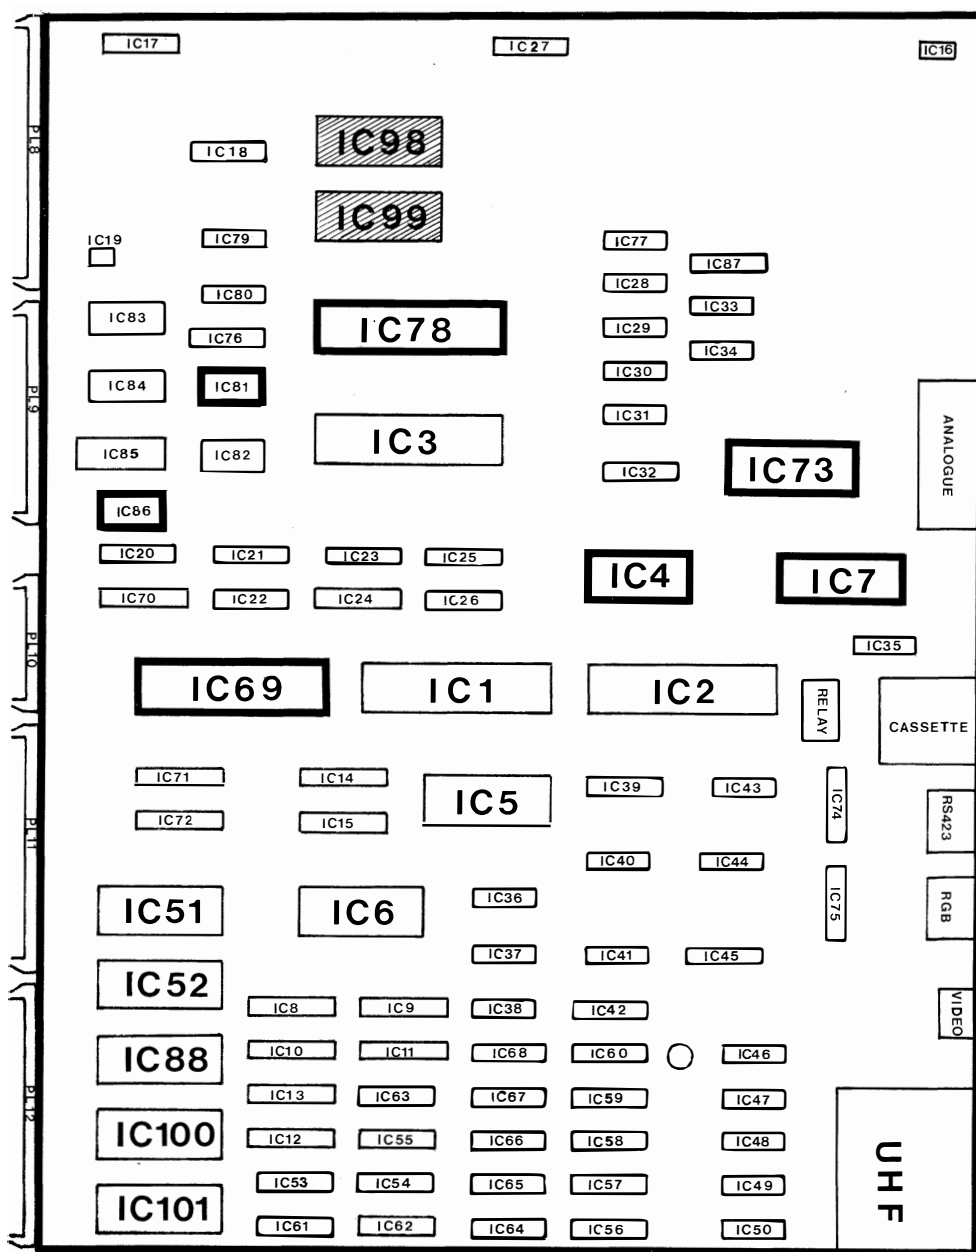 IC17 IC27 IC16
PL8
IC18 IC98
IC99
IC19 IC79 IC77
IC87
IC80 IC28
IC83 IC78 IC33
IC76 IC29
IC34
IC84 IC81 IC30
PL9
IC31
IC3
IC85 IC82 IC32 IC73 ANALOGUE
IC86
IC20 IC21 IC23 IC25
IC4 IC7
IC70 IC22 IC24 IC26
PL10
IC35
IC69 IC1 IC2
RELAY
CASSETTE
IC71 IC14
IC5 IC39 IC43
IC74
IC72 IC15
RS423
PL11
IC40 IC44
IC36
IC51 IC6
IC75
RGB
IC37 IC41 IC45
IC52
IC8 IC9 IC38 IC42
VIDEO
IC88 IC10 IC11 IC68 IC60 IC46
IC13 IC63 IC67 IC59 IC47
PL12
IC100 IC12 IC55 IC66 IC58 IC48
IC53 IC54 IC65 IC57 IC49
UHF
IC101
IC61 IC62 IC64 IC56 IC50